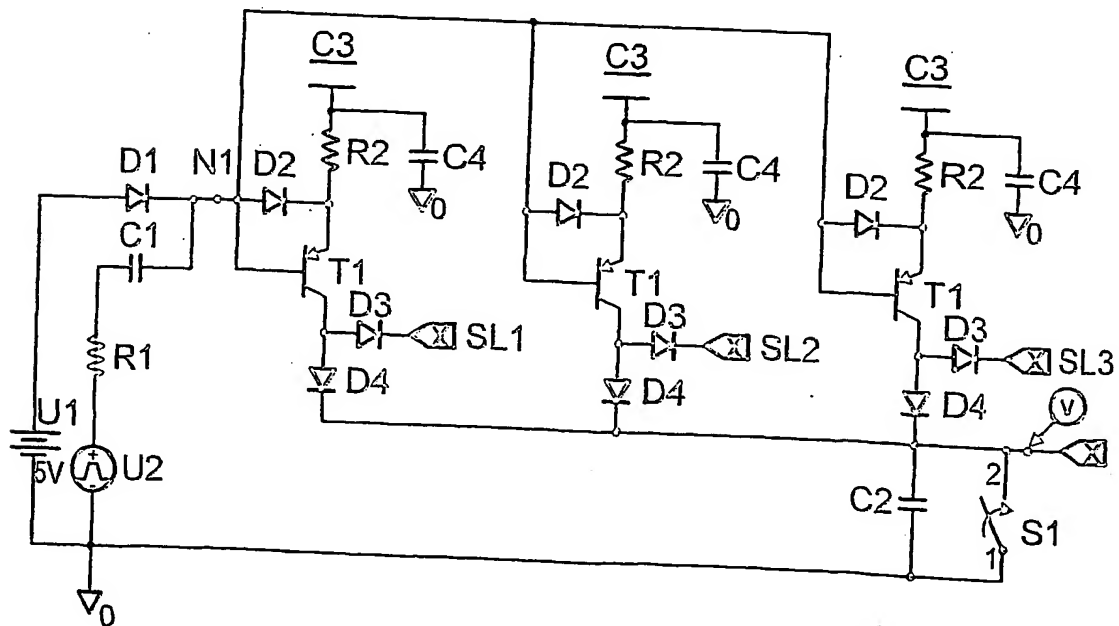 C3
C3
C3
D1
N1
D2
R2
C4
0
D2
R2
C4
0
D2
R2
C4
0
C1
T1
T1
T1
D3
SL1
D3
SL2
D3
SL3
R1
D4
D4
D4
V
U1
5V
U2
C2
2
S1
1
0